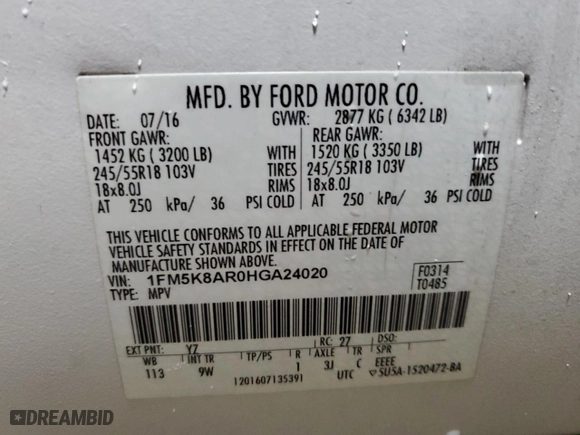 MFD. BY FORD MOTOR CO.
DATE: 07/16 GVWR: 2877 KG ( 6342 LB)
FRONT GAWR: REAR GAWR:
1452 KG ( 3200 LB) WITH 1520 KG ( 3350 LB) WITH
245/55R18 103V TIRES 245/55R18 103V TIRES
18x8.0J RIMS 18x8.0J RIMS
AT 250 kPa/ 36 PSI COLD AT 250 kPa/ 36 PSI COLD
THIS VEHICLE CONFORMS TO ALL APPLICABLE FEDERAL MOTOR
VEHICLE SAFETY STANDARDS IN EFFECT ON THE DATE OF
MANUFACTURE SHOWN ABOVE.
VIN: 1FM5K8AR0HGA24020 F0314
TYPE: MPV T0485
EXT PNT: YZ RC: 27 DSO:
WB INT TR TP/PS R AXLE TR SPR
113 9W 1 3J C EEEE
1201607135391 UTC 5U5A-1520472-BA
DREAMBID